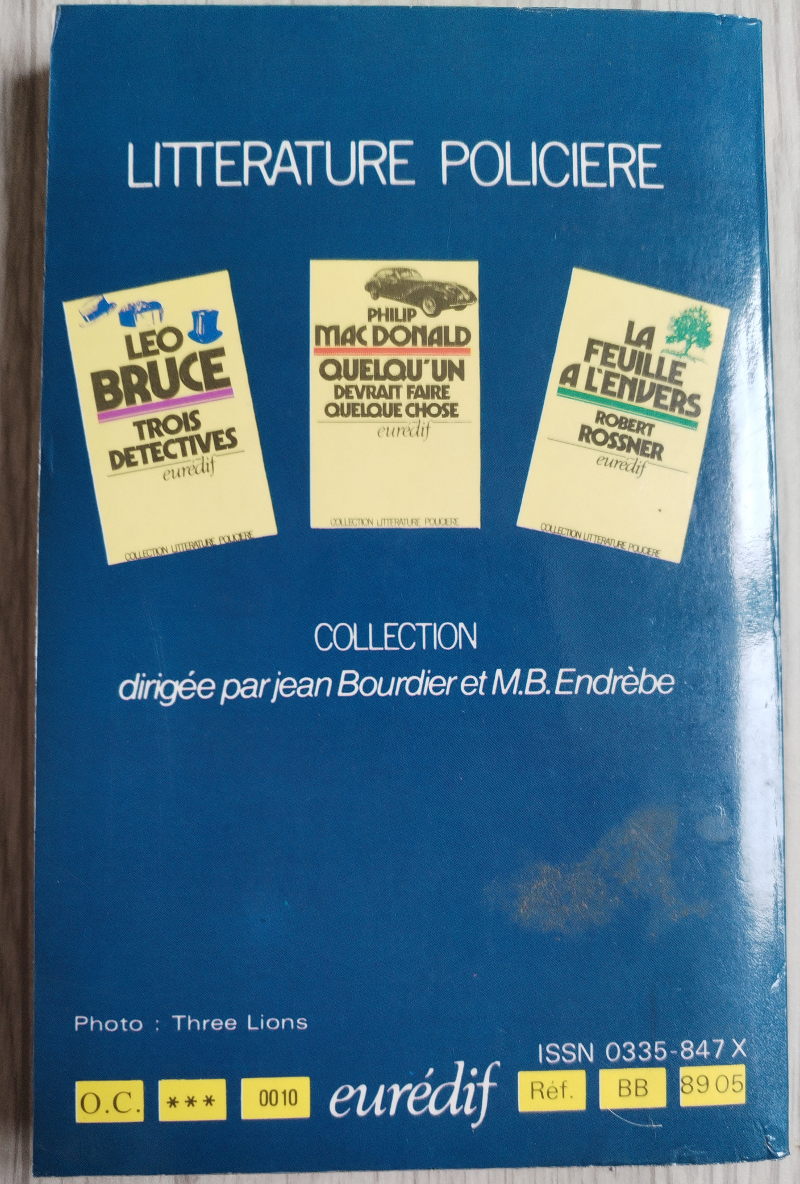 LITTERATURE POLICIERE
LEO
BRUCE
TROIS
DETECTIVES
eurédif
COLLECTION LITTERATURE POLICIERE
PHILIP
MAC DONALD
QUELQU'UN
DEVRAIT FAIRE
QUELQUE CHOSE
eurédif
COLLECTION LITTERATURE POLICIERE
LA
FEUILLE
A L'ENVERS
ROBERT
ROSSNER
eurédif
COLLECTION LITTERATURE POLICIERE
COLLECTION
dirigée par jean Bourdier et M.B. Endrèbe
Photo : Three Lions
ISSN 0335-847 X
O.C. *** 0010 eurédif Réf. BB 8905